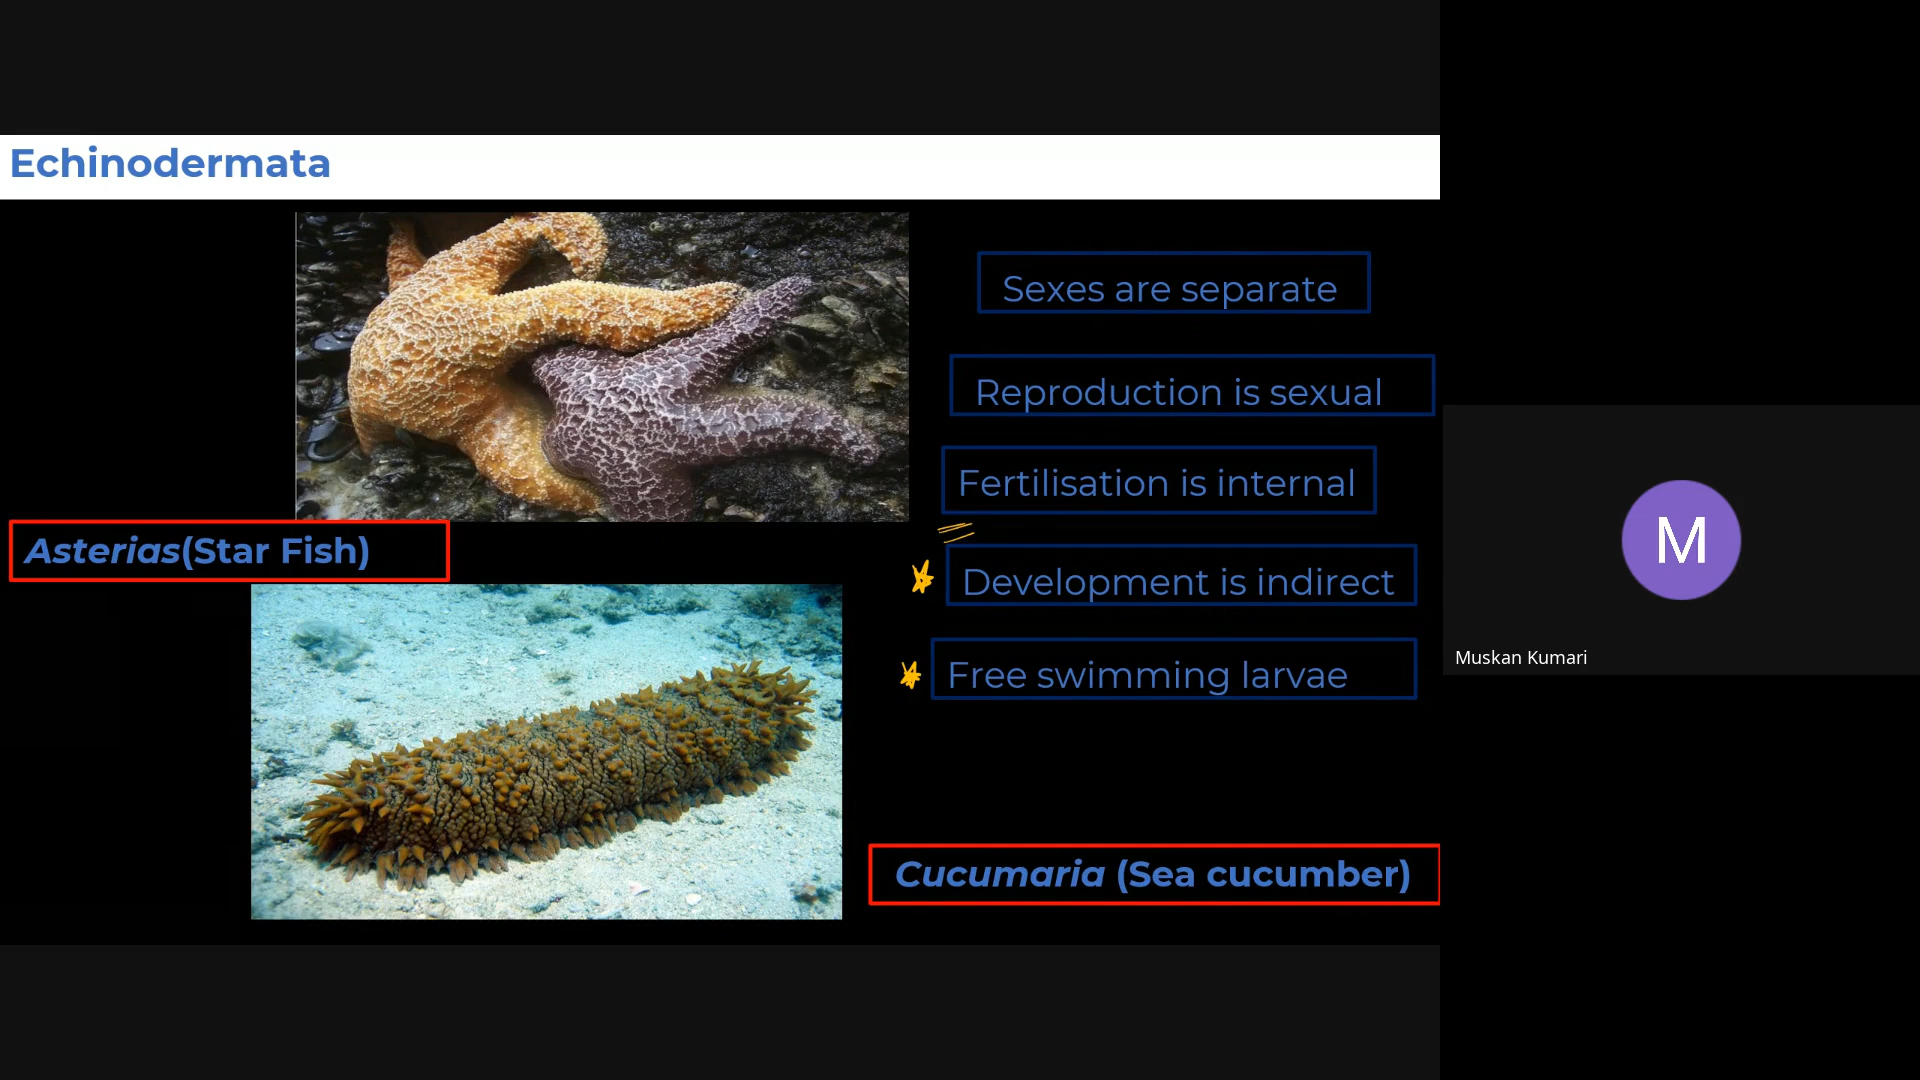 Echinodermata
Sexes are separate
Reproduction is sexual
Fertilisation is internal
Asterias(Star Fish)
Development is indirect
Free swimming larvae
Cucumaria (Sea cucumber)
M
Muskan Kumari